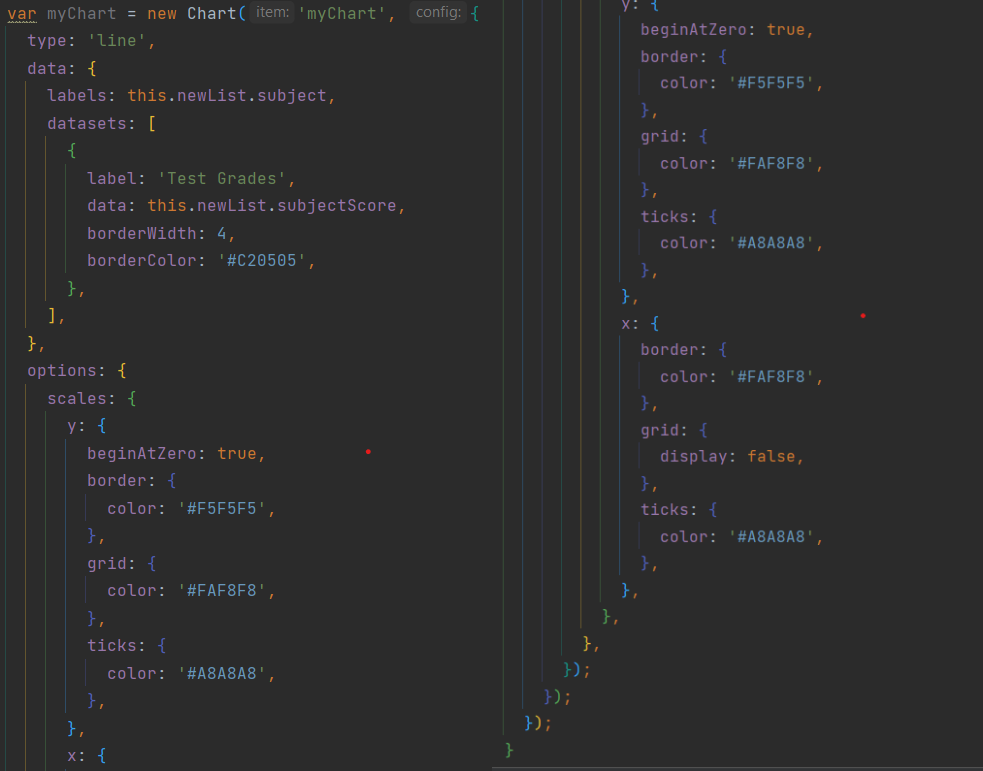 var myChart = new Chart( item: 'myChart', config: {
type: 'line',
data: {
labels: this.newList.subject,
datasets: [
{
label: 'Test Grades',
data: this.newList.subjectScore,
borderWidth: 4,
borderColor: '#C20505',
},
],
},
options: {
scales: {
y: {
beginAtZero: true,
border: {
color: '#F5F5F5',
},
grid: {
color: '#FAF8F8',
},
ticks: {
color: '#A8A8A8',
},
},
x: {
y: {
beginAtZero: true,
border: {
color: '#F5F5F5',
},
grid: {
color: '#FAF8F8',
},
ticks: {
color: '#A8A8A8',
},
},
x: {
border: {
color: '#FAF8F8',
},
grid: {
display: false,
},
ticks: {
color: '#A8A8A8',
},
},
},
},
});
});
});
}